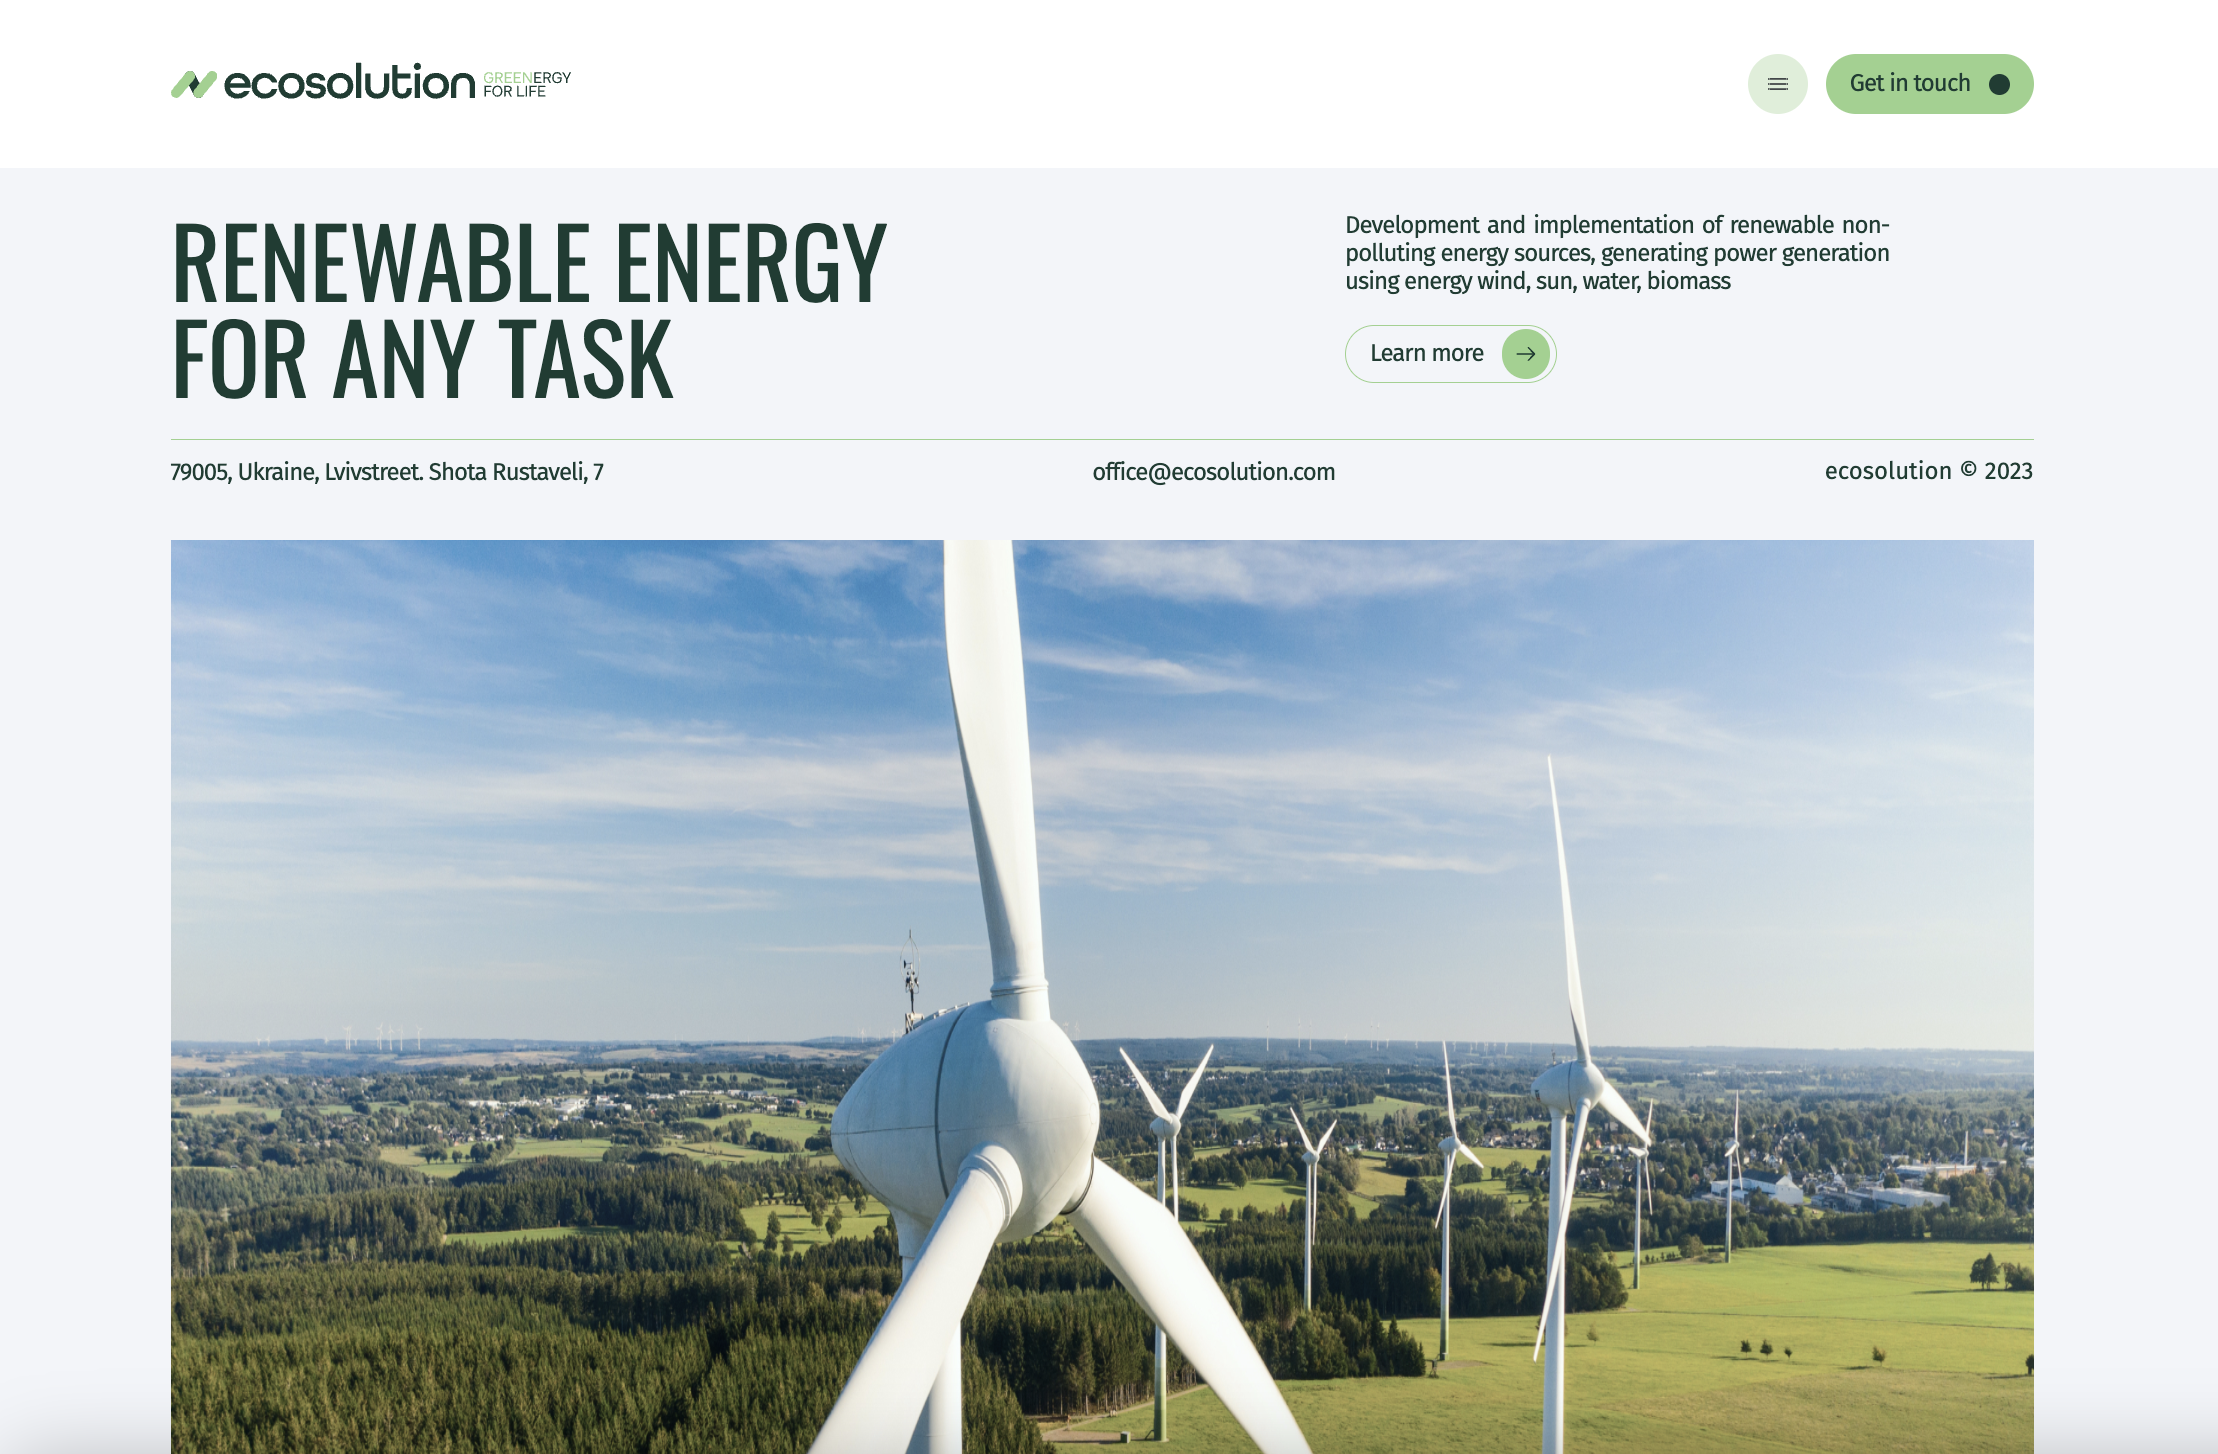 ecosolution GREENERGY
FOR LIFE
Get in touch
RENEWABLE ENERGY
FOR ANY TASK
Development and implementation of renewable non-
polluting energy sources, generating power generation
using energy wind, sun, water, biomass
Learn more
79005, Ukraine, Lvivstreet. Shota Rustaveli, 7
office@ecosolution.com
ecosolution © 2023